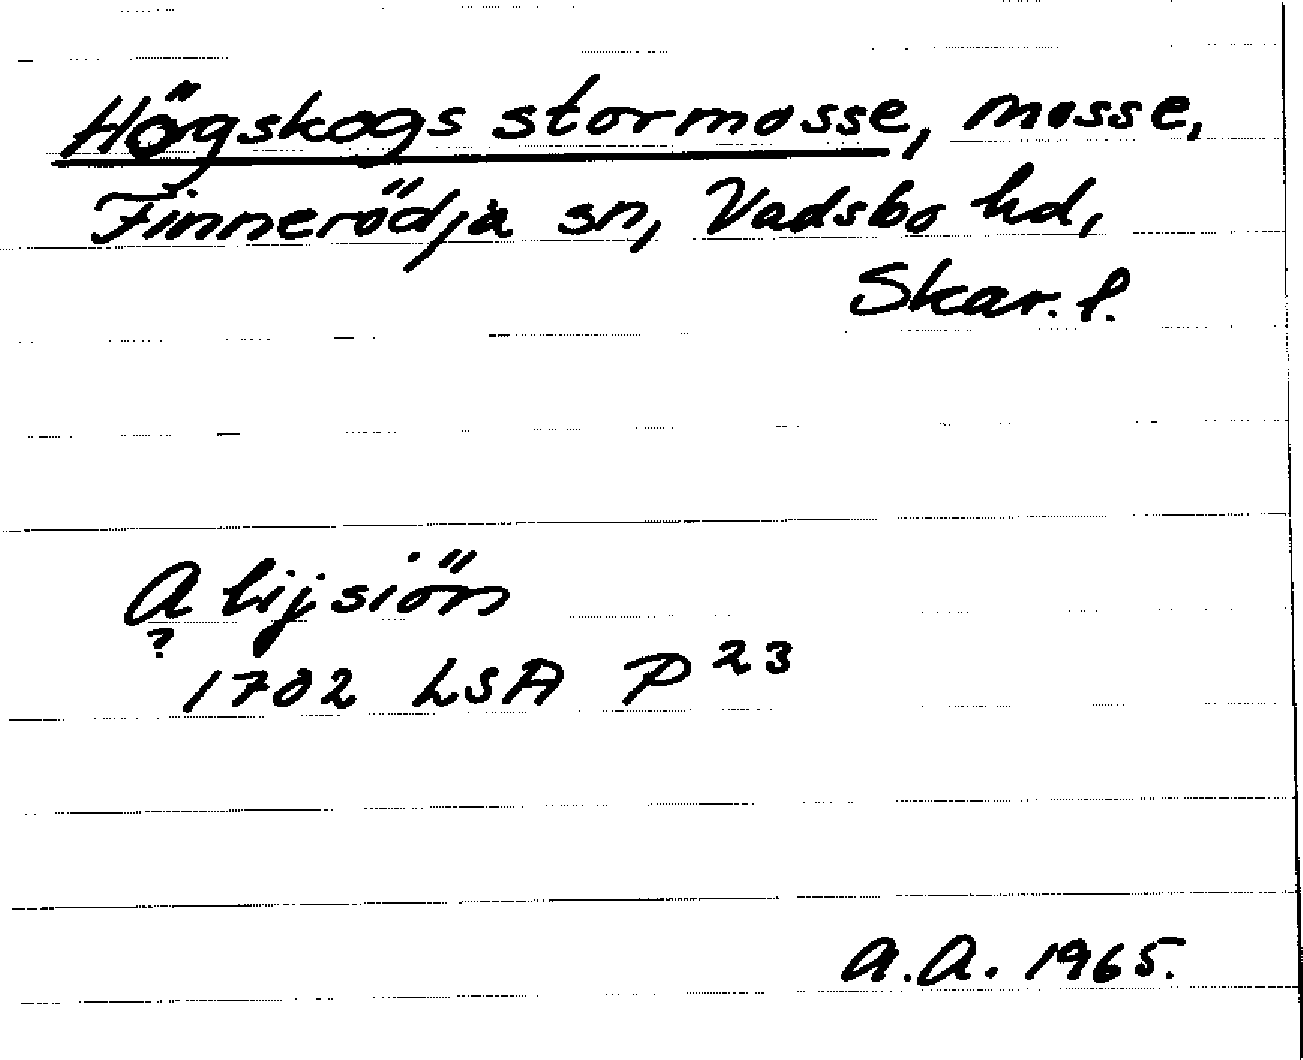 Högskogs stormosse, mosse,
Finnerödja sn, Vadsbo hd,
Skar. l.
A lijsiön
?
1702 LSA P 23
A.A. 1965.